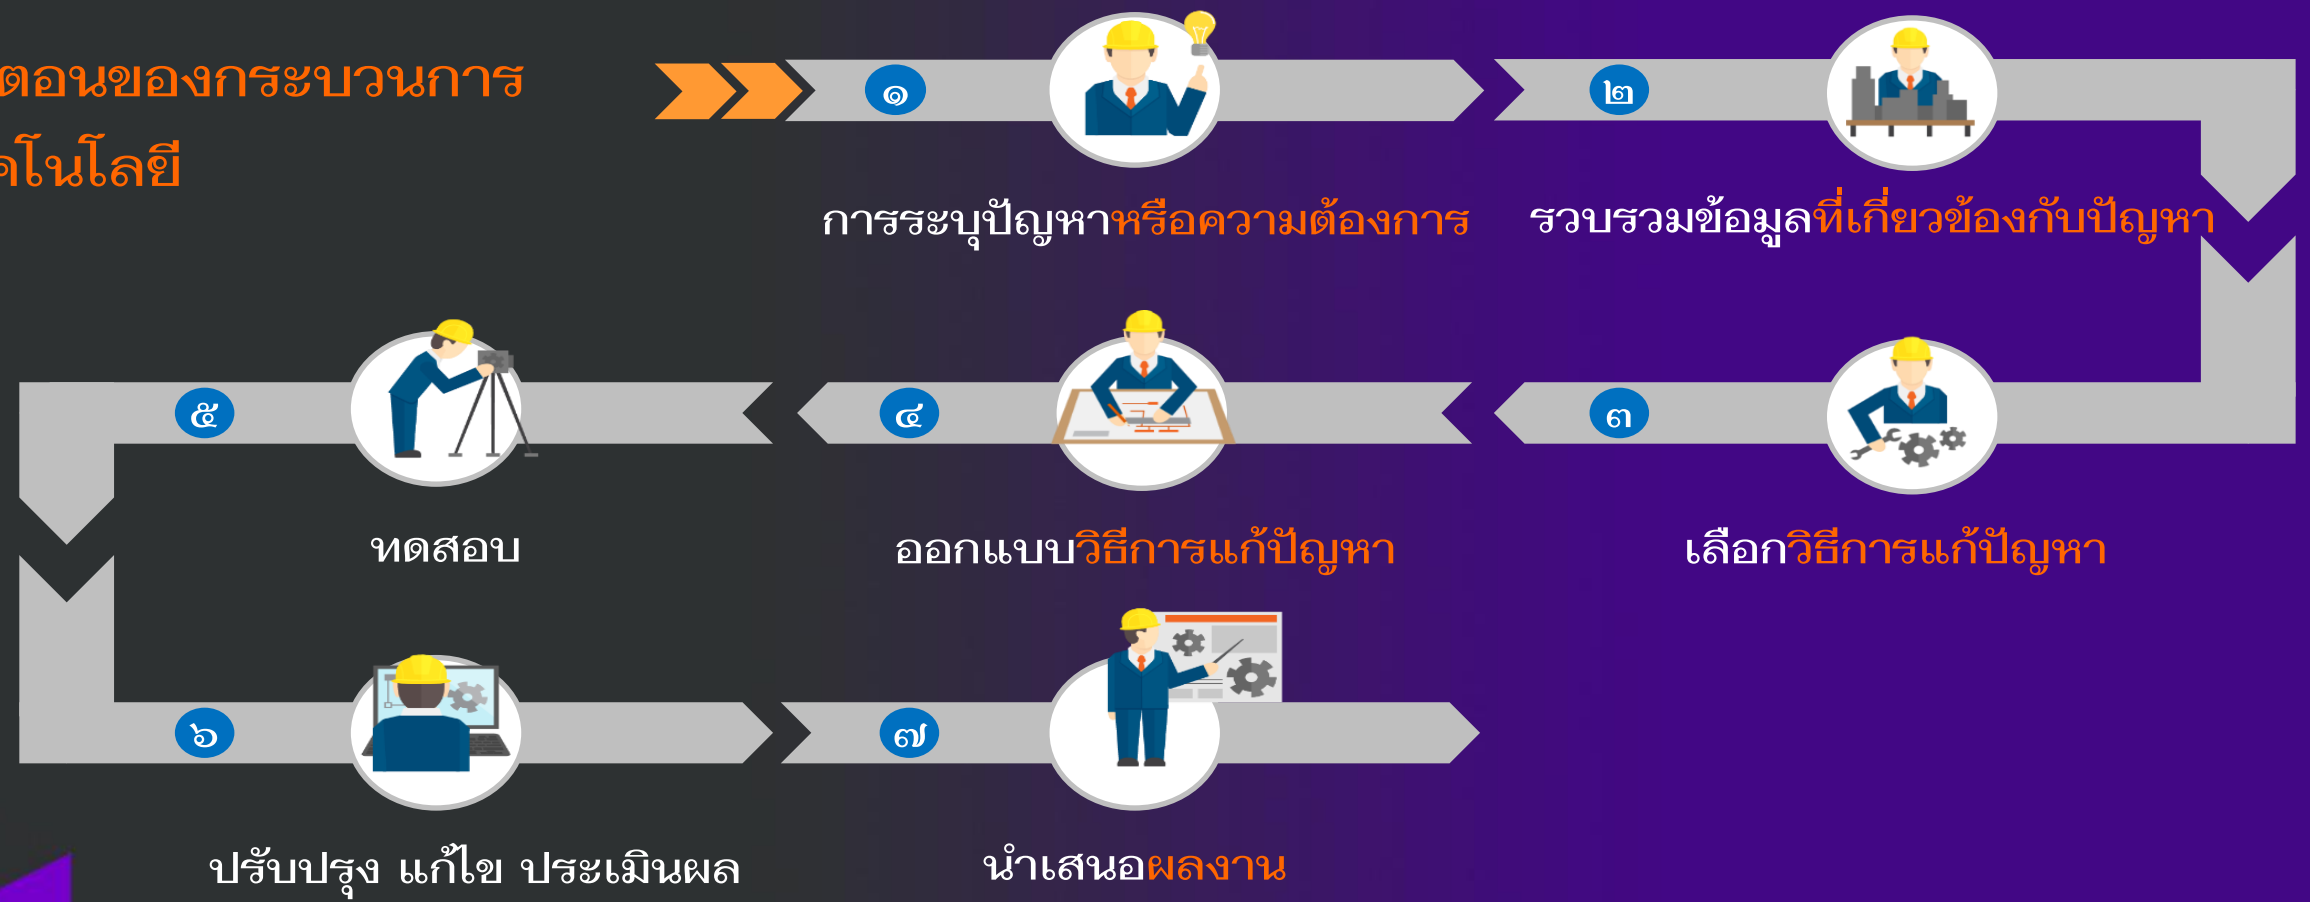 ตอนของกระบวนการ
คโนโลยี
๑
๒
การระบุปัญหาหรือความต้องการ
รวบรวมข้อมูลที่เกี่ยวข้องกับปัญหา
๓
เลือกวิธีการแก้ปัญหา
๔
ออกแบบวิธีการแก้ปัญหา
๕
ทดสอบ
๖
ปรับปรุง แก้ไข ประเมินผล
๗
นำเสนอผลงาน